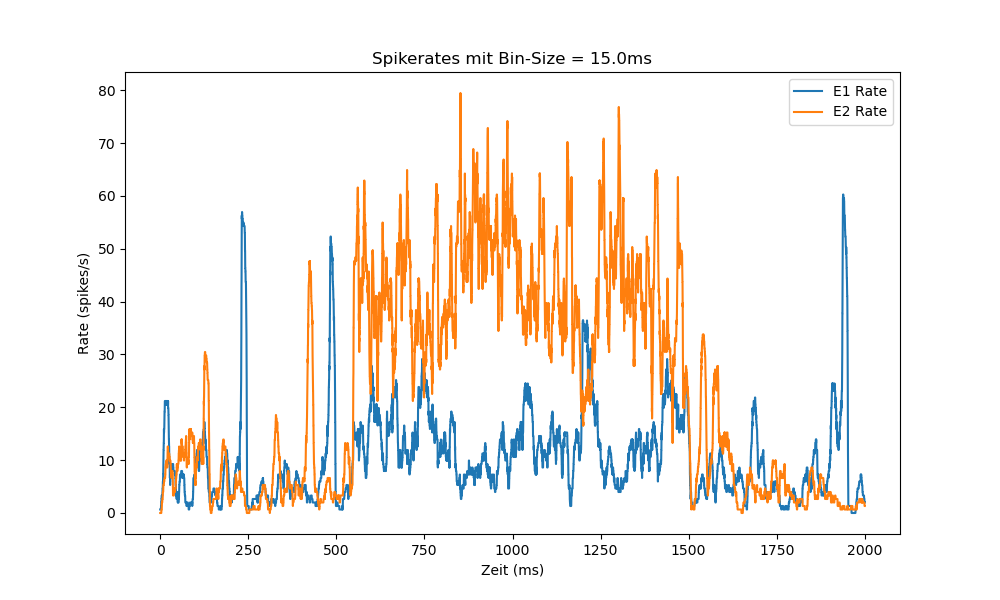 Spikerates mit Bin-Size = 15.0ms
E1 Rate
E2 Rate
Rate (spikes/s)
80
70
60
50
40
30
20
10
0
0 250 500 750 1000 1250 1500 1750 2000
Zeit (ms)